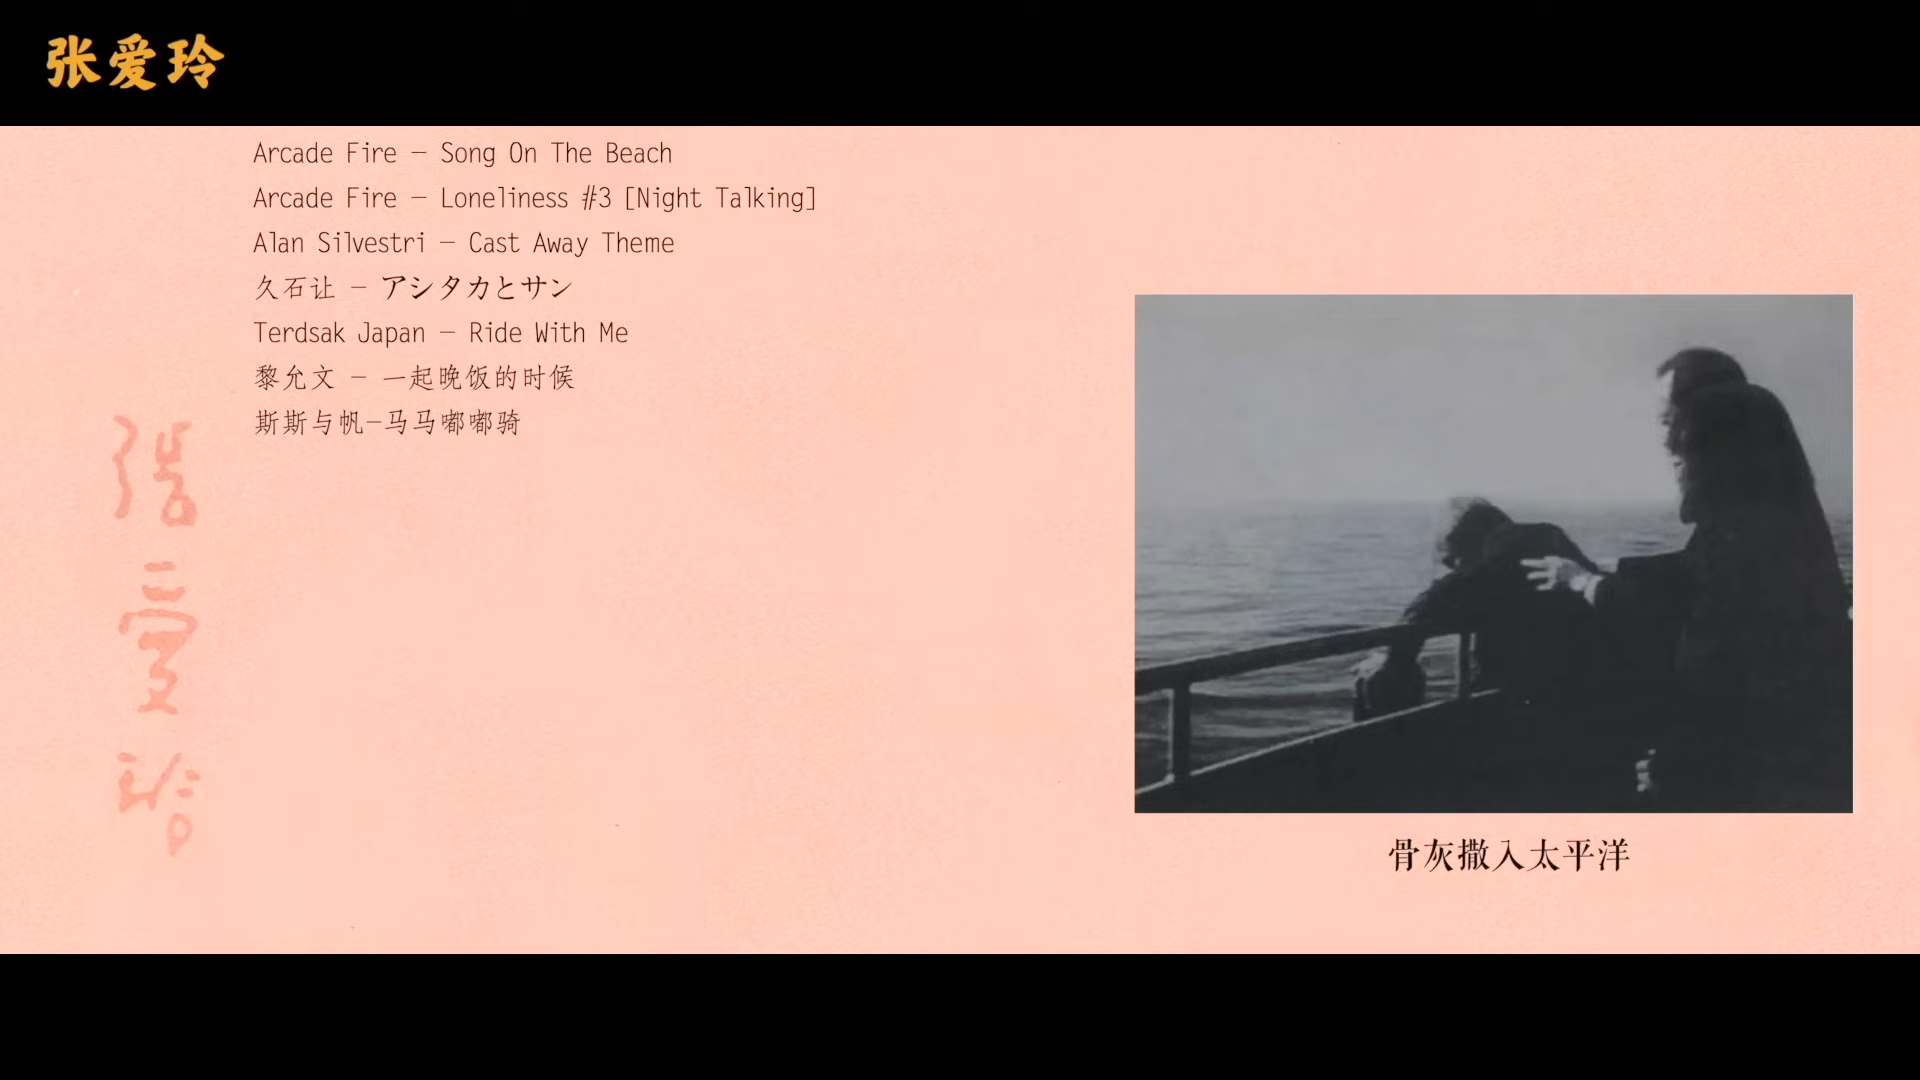 张爱玲
Arcade Fire - Song On The Beach
Arcade Fire - Loneliness #3 [Night Talking]
Alan Silvestri - Cast Away Theme
久石让 - アシタカとサン
Terdsak Japan - Ride With Me
黎允文 - 一起晚饭的时候
斯斯与帆-马马嘟嘟骑
張愛玲
骨灰撒入太平洋